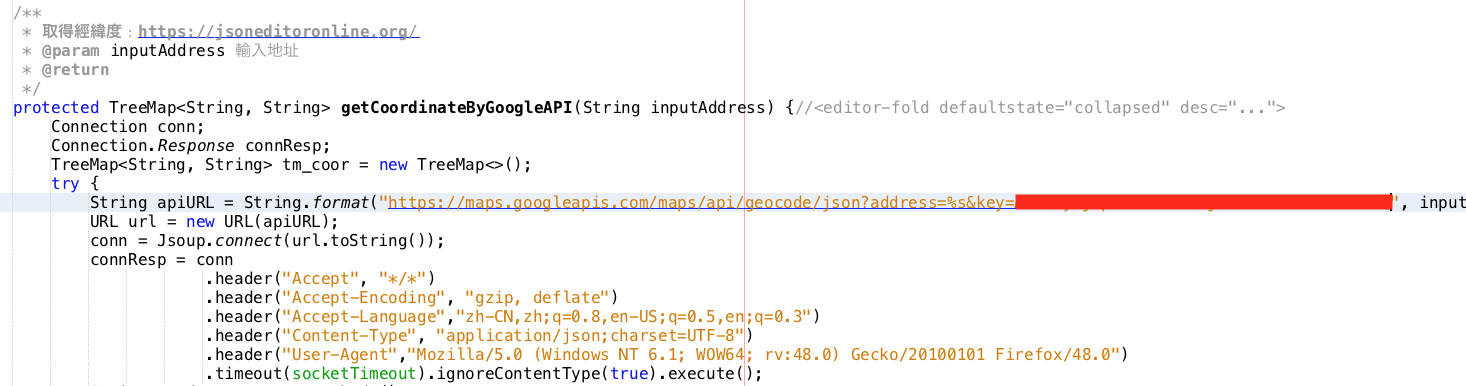 /**
 * 取得經緯度：https://jsoneditoronline.org/
 * @param inputAddress 輸入地址
 * @return
 */
protected TreeMap<String, String> getCoordinateByGoogleAPI(String inputAddress) {//<editor-fold defaultstate="collapsed" desc="...">
    Connection conn;
    Connection.Response connResp;
    TreeMap<String, String> tm_coor = new TreeMap<>();
    try {
        String apiURL = String.format("https://maps.googleapis.com/maps/api/geocode/json?address=%s&key=", input
        URL url = new URL(apiURL);
        conn = Jsoup.connect(url.toString());
        connResp = conn
                    .header("Accept", "*/*")
                    .header("Accept-Encoding", "gzip, deflate")
                    .header("Accept-Language","zh-CN,zh;q=0.8,en-US;q=0.5,en;q=0.3")
                    .header("Content-Type", "application/json;charset=UTF-8")
                    .header("User-Agent","Mozilla/5.0 (Windows NT 6.1; WOW64; rv:48.0) Gecko/20100101 Firefox/48.0")
                    .timeout(socketTimeout).ignoreContentType(true).execute();